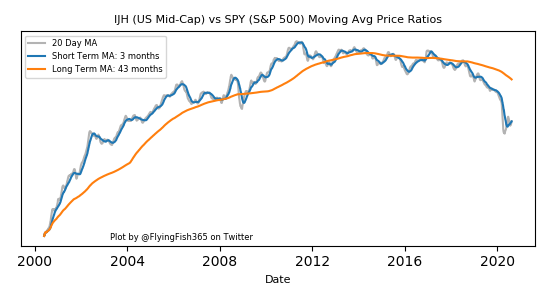 IJH (US Mid-Cap) vs SPY (S&P 500) Moving Avg Price Ratios
20 Day MA
Short Term MA: 3 months
Long Term MA: 43 months
Plot by @FlyingFish365 on Twitter
2000 2004 2008 2012 2016 2020
Date